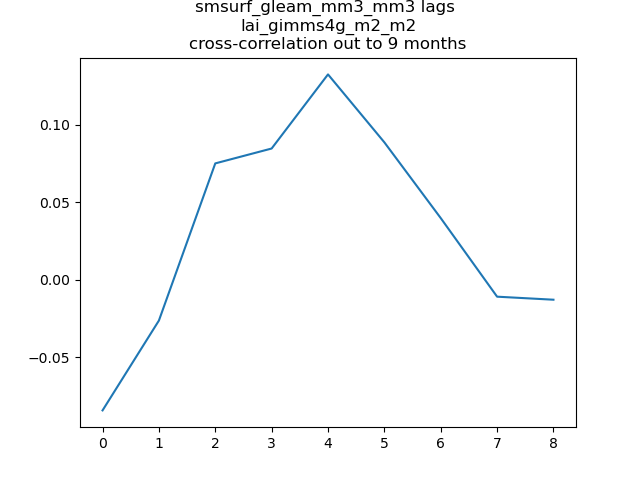 smsurf_gleam_mm3_mm3 lags
lai_gimms4g_m2_m2
cross-correlation out to 9 months
0.10
0.05
0.00
−0.05
0 1 2 3 4 5 6 7 8